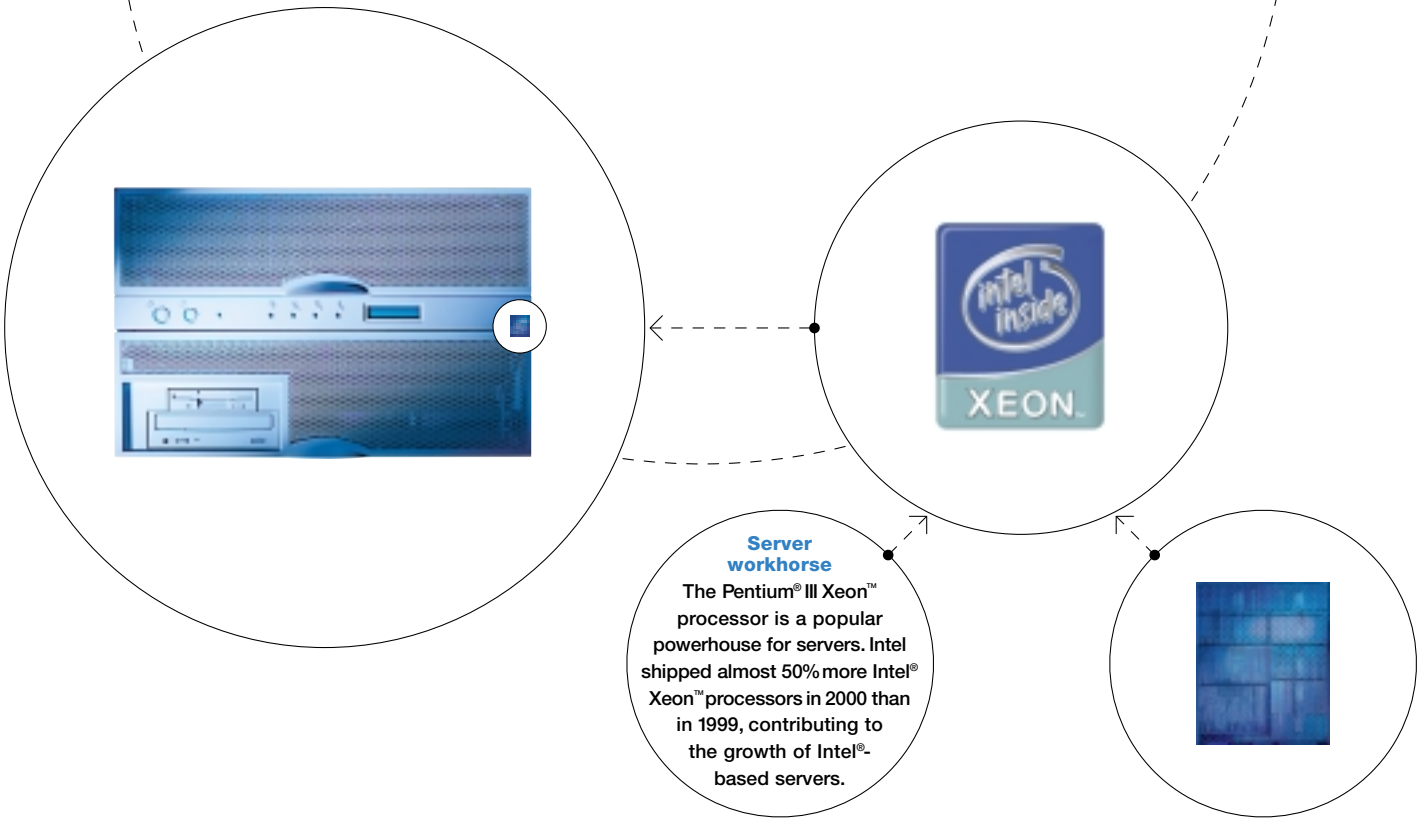 intel
inside
XEON™
Server
workhorse
The Pentium® III Xeon™
processor is a popular
powerhouse for servers. Intel
shipped almost 50% more Intel®
Xeon™ processors in 2000 than
in 1999, contributing to
the growth of Intel®-
based servers.